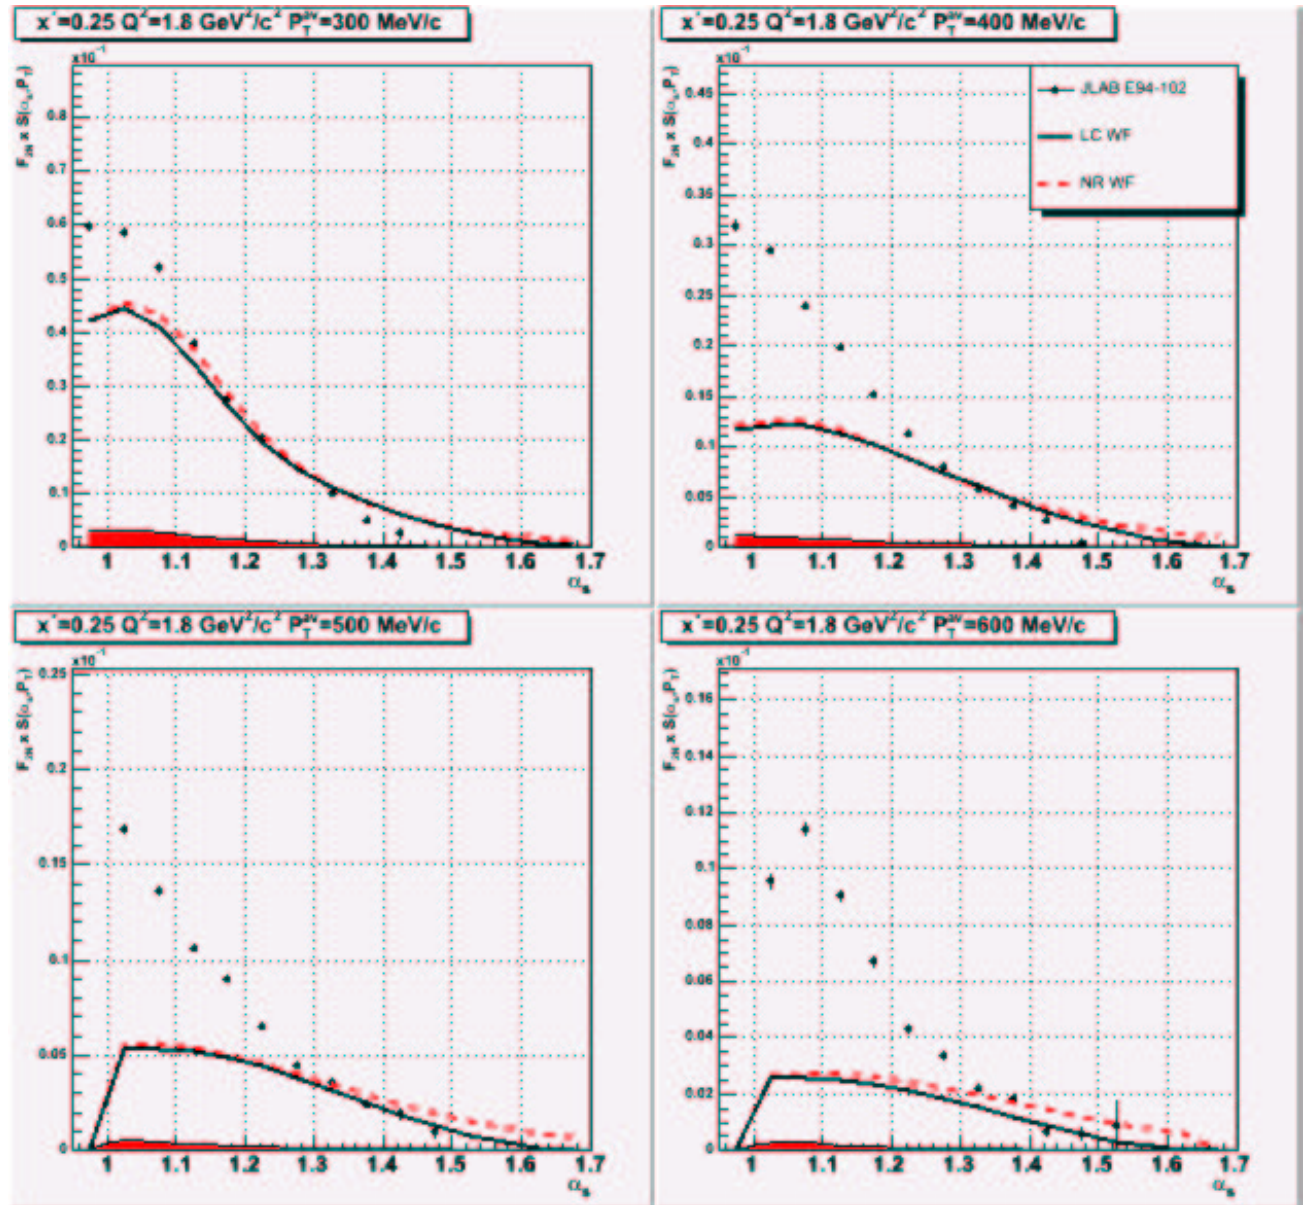 x*=0.25 Q²=1.8 GeV²/c² P_T^av=300 MeV/c
x10⁻¹
F₂N x S(α_s,P_T)
0.8
0.7
0.6
0.5
0.4
0.3
0.2
0.1
0
1 1.1 1.2 1.3 1.4 1.5 1.6 1.7
α_s
x*=0.25 Q²=1.8 GeV²/c² P_T^av=400 MeV/c
x10⁻¹
F₂N x S(α_s,P_T)
JLAB E94-102
LC WF
NR WF
0.45
0.4
0.35
0.3
0.25
0.2
0.15
0.1
0.05
0
1 1.1 1.2 1.3 1.4 1.5 1.6 1.7
α_s
x*=0.25 Q²=1.8 GeV²/c² P_T^av=500 MeV/c
x10⁻¹
F₂N x S(α_s,P_T)
0.25
0.2
0.15
0.1
0.05
0
1 1.1 1.2 1.3 1.4 1.5 1.6 1.7
α_s
x*=0.25 Q²=1.8 GeV²/c² P_T^av=600 MeV/c
x10⁻¹
F₂N x S(α_s,P_T)
0.16
0.14
0.12
0.1
0.08
0.06
0.04
0.02
0
1 1.1 1.2 1.3 1.4 1.5 1.6 1.7
α_s